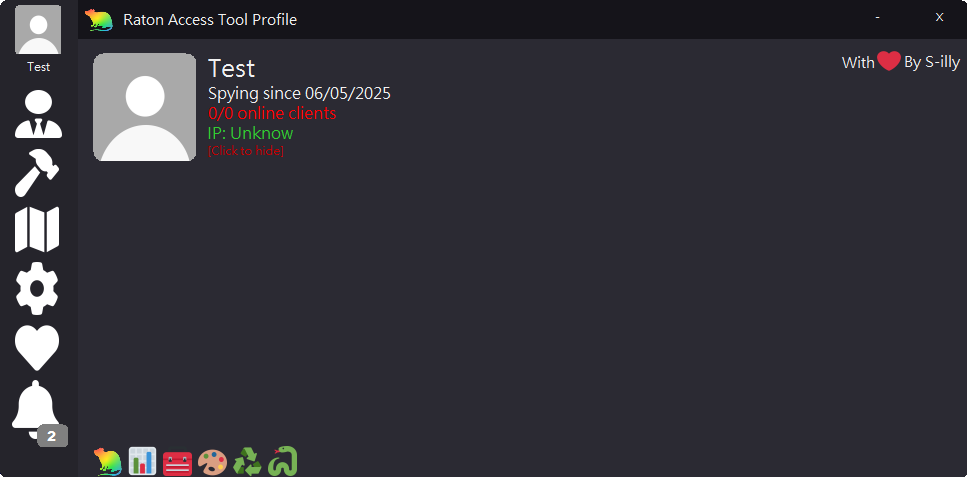 Test
Raton Access Tool Profile
-
X
Test
Spying since 06/05/2025
0/0 online clients
IP: Unknow
[Click to hide]
With ❤ By S-illy
2